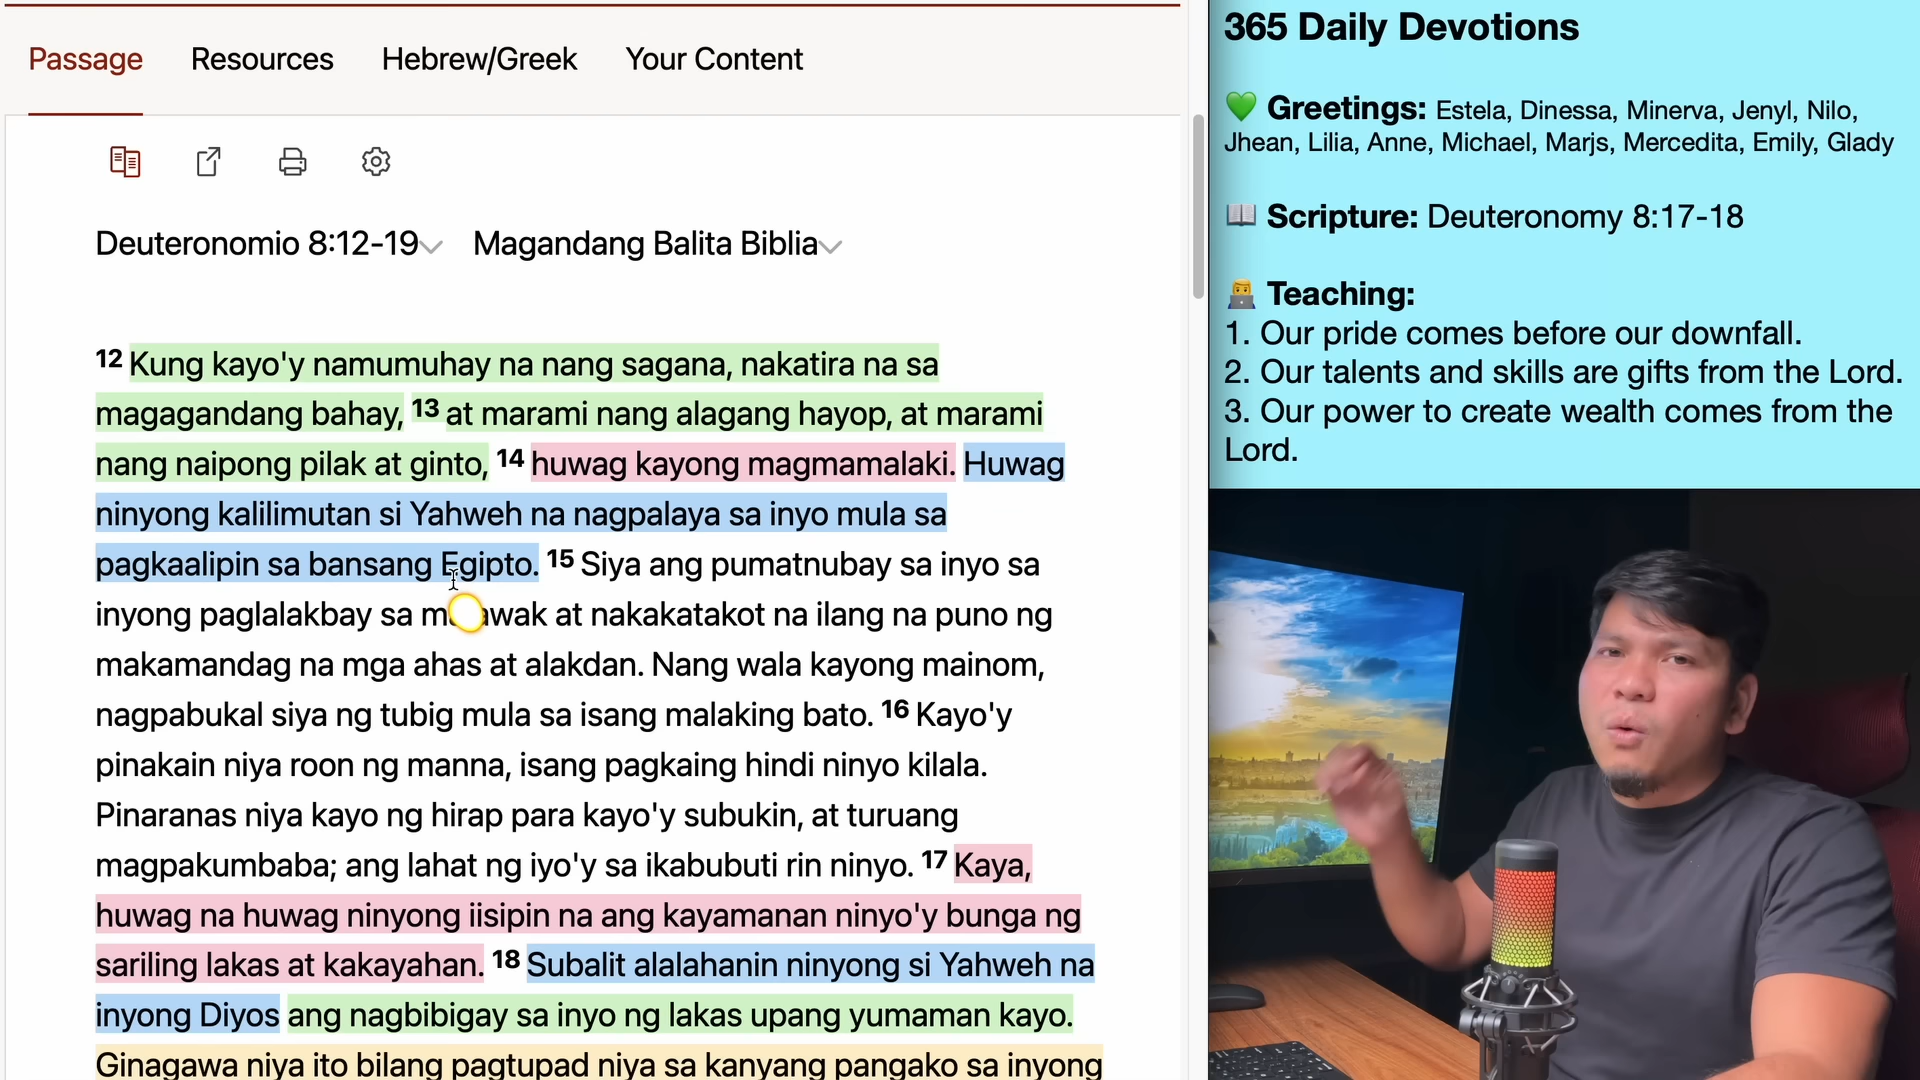 Passage Resources Hebrew/Greek Your Content
Deuteronomio 8:12-19 Magandang Balita Biblia
12 Kung kayo'y namumuhay na nang sagana, nakatira na sa
magagandang bahay, 13 at marami nang alagang hayop, at marami
nang naipong pilak at ginto, 14 huwag kayong magmamalaki. Huwag
ninyong kalilimutan si Yahweh na nagpalaya sa inyo mula sa
pagkaalipin sa bansang Egipto. 15 Siya ang pumatnubay sa inyo sa
inyong paglalakbay sa at nakakatakot na ilang na puno ng
makamandag na mga ahas at alakdan. Nang wala kayong mainom,
nagpabukal siya ng tubig mula sa isang malaking bato. 16 Kayo'y
pinakain niya roon ng manna, isang pagkaing hindi ninyo kilala.
Pinaranas niya kayo ng hirap para kayo'y subukin, at turuang
magpakumbaba; ang lahat ng iyo'y sa ikabubuti rin ninyo. 17 Kaya,
huwag na huwag ninyong iisipin na ang kayamanan ninyo'y bunga ng
sariling lakas at kakayahan. 18 Subalit alalahanin ninyong si Yahweh na
inyong Diyos ang nagbibigay sa inyo ng lakas upang yumaman kayo.
Ginagawa niya ito bilang pagtupad niya sa kanyang pangako sa inyong
365 Daily Devotions
💚 Greetings: Estela, Dinessa, Minerva, Jenyl, Nilo,
Jhean, Lilia, Anne, Michael, Marjs, Mercedita, Emily, Glady
📖 Scripture: Deuteronomy 8:17-18
👨‍💻 Teaching:
1. Our pride comes before our downfall.
2. Our talents and skills are gifts from the Lord.
3. Our power to create wealth comes from the
Lord.